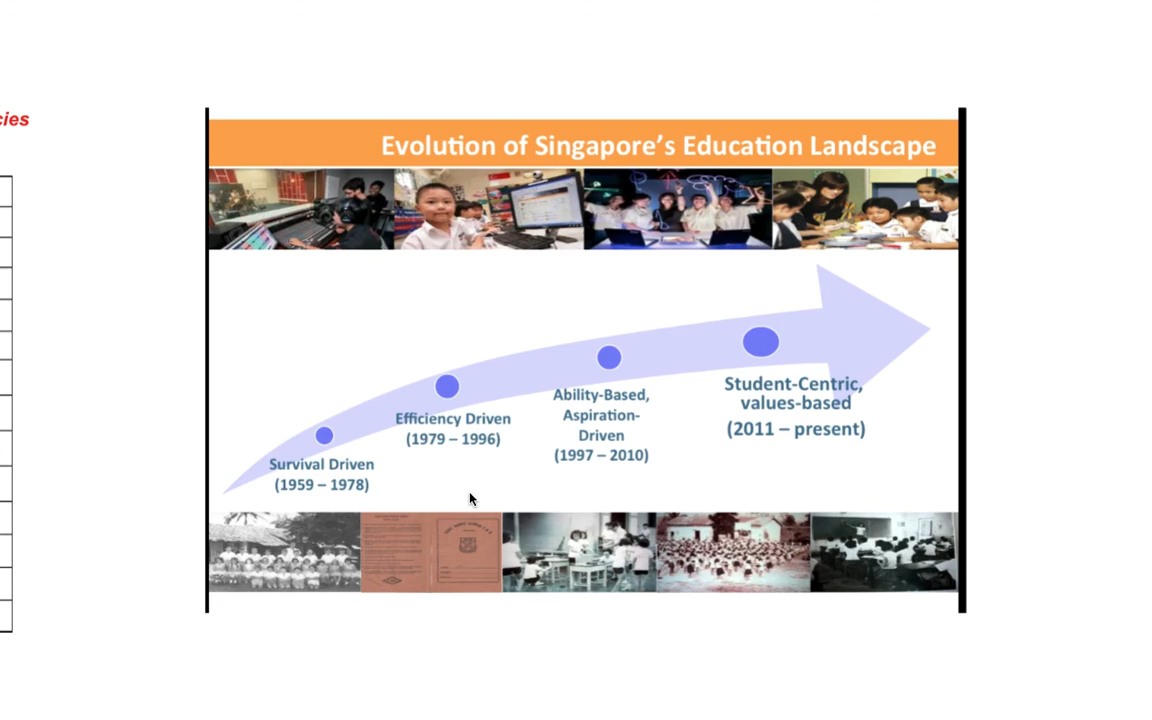 cies
Evolution of Singapore's Education Landscape
Student-Centric,
values-based
(2011 – present)
Ability-Based,
Aspiration-
Driven
(1997 – 2010)
Efficiency Driven
(1979 – 1996)
Survival Driven
(1959 – 1978)